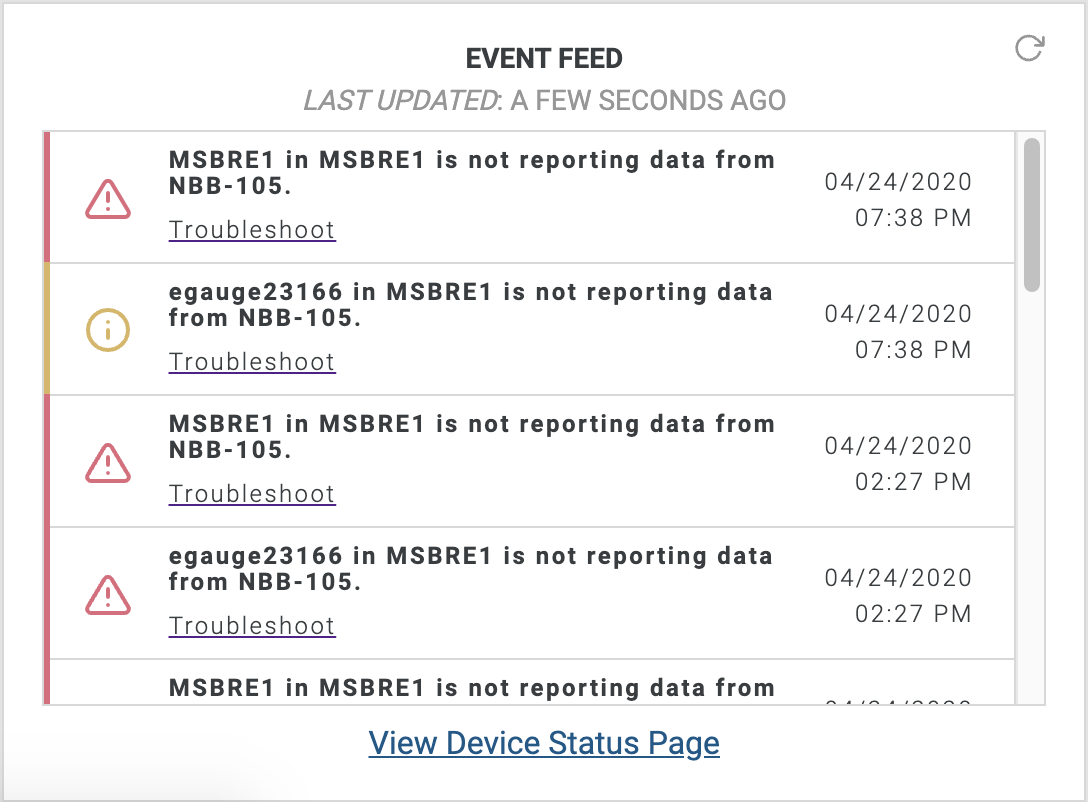 EVENT FEED
LAST UPDATED: A FEW SECONDS AGO
MSBRE1 in MSBRE1 is not reporting data from
NBB-105.
Troubleshoot
04/24/2020
07:38 PM
egauge23166 in MSBRE1 is not reporting data
from NBB-105.
Troubleshoot
04/24/2020
07:38 PM
MSBRE1 in MSBRE1 is not reporting data from
NBB-105.
Troubleshoot
04/24/2020
02:27 PM
egauge23166 in MSBRE1 is not reporting data
from NBB-105.
Troubleshoot
04/24/2020
02:27 PM
MSBRE1 in MSBRE1 is not reporting data from
View Device Status Page